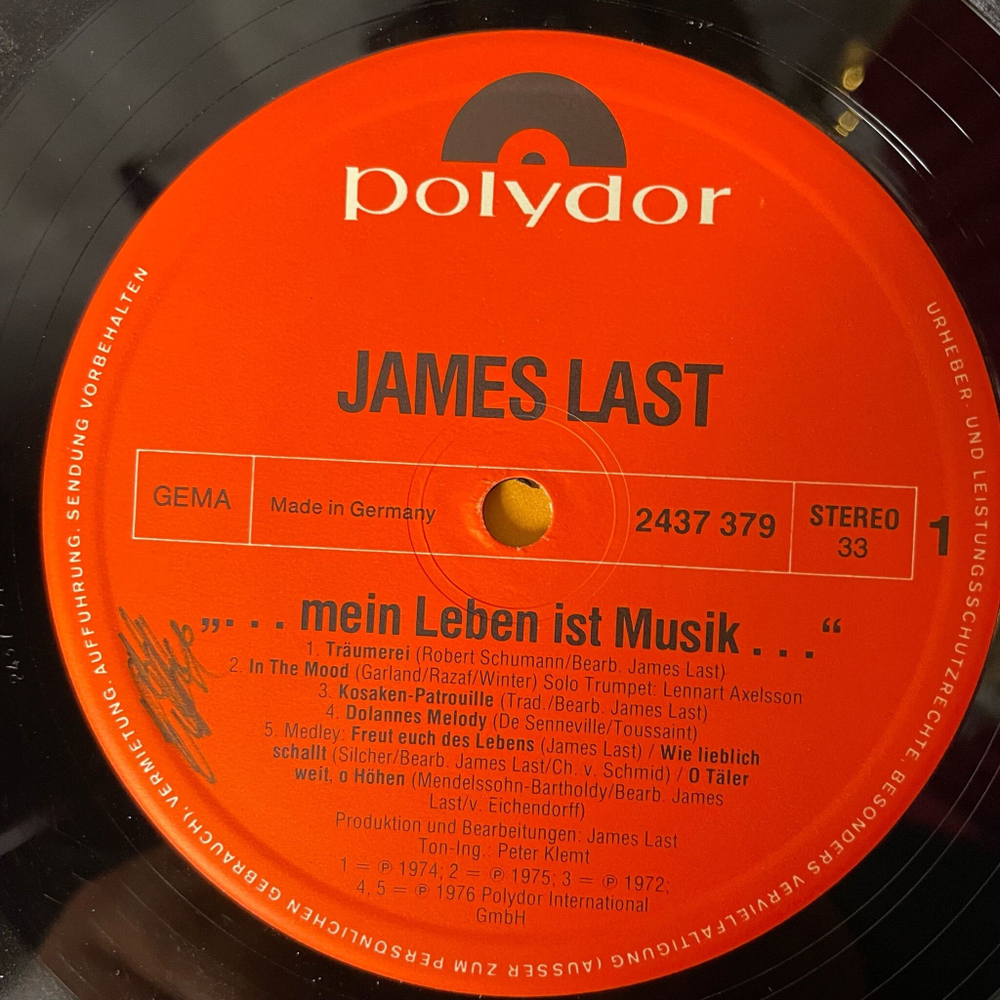 polydor
JAMES LAST
GEMA
Made in Germany
2437 379
STEREO
33
1
„. . . mein Leben ist Musik . . . “
1. Träumerei (Robert Schumann/Bearb. James Last)
2. In The Mood (Garland/Razaf/Winter) Solo Trumpet: Lennart Axelsson
3. Kosaken-Patrouille (Trad./Bearb. James Last)
4. Dolannes Melody (De Senneville/Toussaint)
5. Medley: Freut euch des Lebens (James Last) / Wie lieblich
schallt (Silcher/Bearb. James Last/Ch. v. Schmid) / O Täler
weit, o Höhen (Mendelssohn-Bartholdy/Bearb. James
Last/v. Eichendorff)
Produktion und Bearbeitungen: James Last
Ton-Ing.: Peter Klemt
1 = ℗ 1974; 2 = ℗ 1975; 3 = ℗ 1972;
4, 5 = ℗ 1976 Polydor International
GmbH
URHEBER- UND LEISTUNGSSCHUTZRECHTE, BESONDERS VERVIELFÄLTIGUNG (AUSSER ZUM PERSÖNLICHEN GEBRAUCH), VERMIETUNG AUFFÜHRUNG, SENDUNG VORBEHALTEN